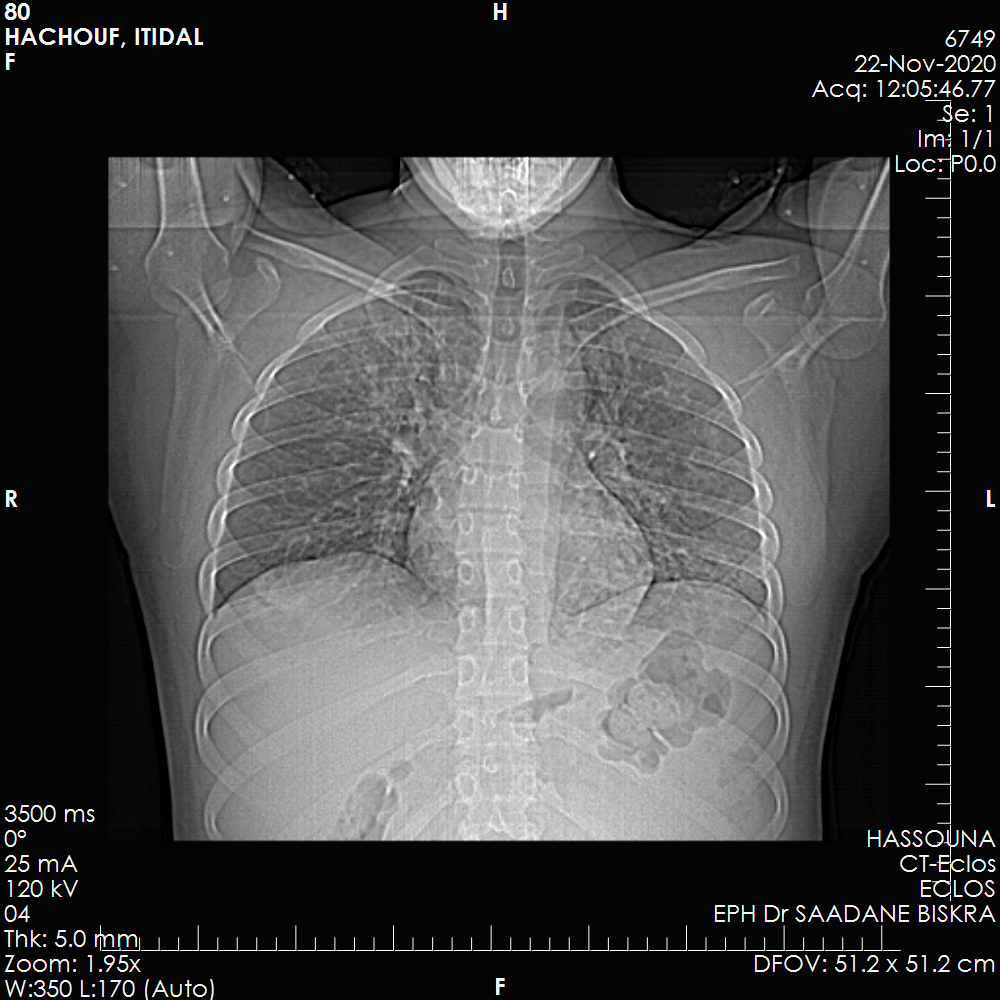 80
HACHOUF, ITIDAL
F
H
6749
22-Nov-2020
Acq: 12:05:46.77
Se: 1
Im: 1/1
Loc: P0.0
R
L
3500 ms
0°
25 mA
120 kV
04
Thk: 5.0 mm
Zoom: 1.95x
W:350 L:170 (Auto)
F
HASSOUNA
CT-Eclos
ECLOS
EPH Dr SAADANE BISKRA
DFOV: 51.2 x 51.2 cm